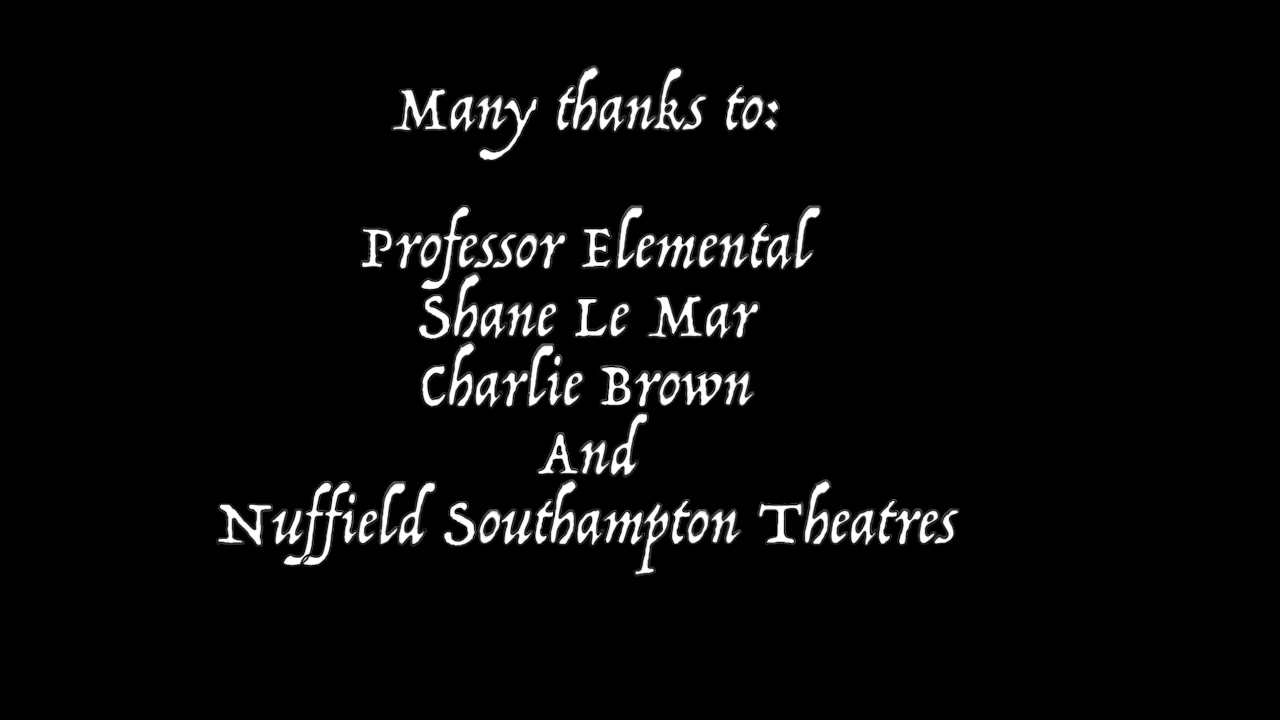 Many thanks to:
Professor Elemental
Shane Le Mar
Charlie Brown
And
Nuffield Southampton Theatres